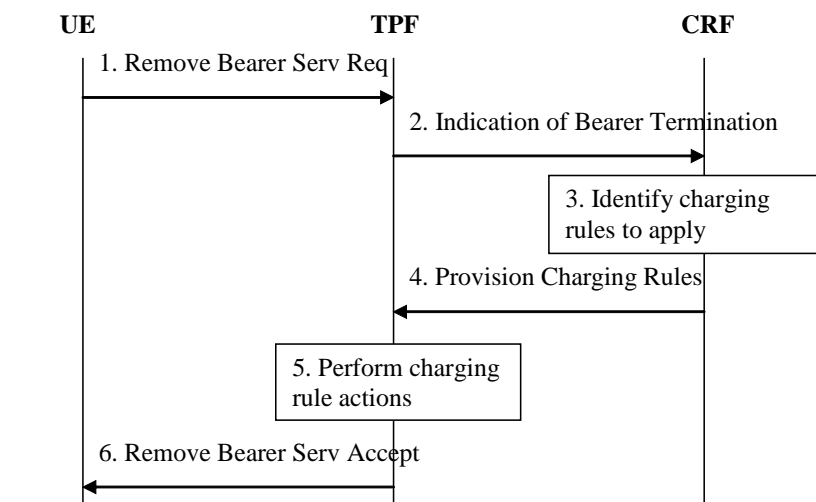 UE TPF CRF
1. Remove Bearer Serv Req
2. Indication of Bearer Termination
3. Identify charging
rules to apply
4. Provision Charging Rules
5. Perform charging
rule actions
6. Remove Bearer Serv Accept